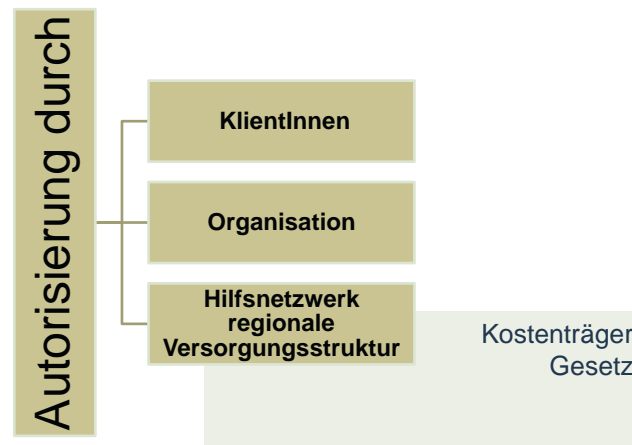 Autorisierung durch
KlientInnen
Organisation
Hilfsnetzwerk
regionale
Versorgungsstruktur
Kostenträger
Gesetz